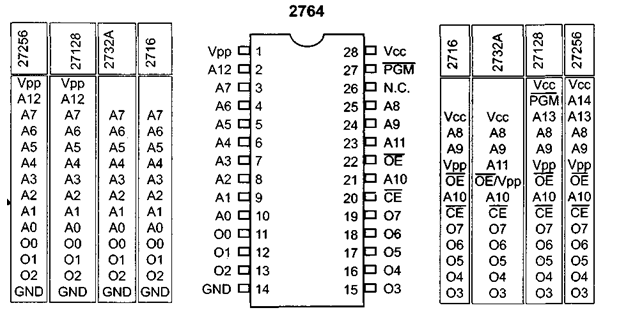 2764
27256 27128 2732A 2716
Vpp Vpp
A12 A12
A7 A7 A7 A7
A6 A6 A6 A6
A5 A5 A5 A5
A4 A4 A4 A4
A3 A3 A3 A3
A2 A2 A2 A2
A1 A1 A1 A1
A0 A0 A0 A0
O0 O0 O0 O0
O1 O1 O1 O1
O2 O2 O2 O2
GND GND GND GND
Vpp 1 28 Vcc
A12 2 27 PGM
A7 3 26 N.C.
A6 4 25 A8
A5 5 24 A9
A4 6 23 A11
A3 7 22 OE
A2 8 21 A10
A1 9 20 CE
A0 10 19 O7
O0 11 18 O6
O1 12 17 O5
O2 13 16 O4
GND 14 15 O3
2716 2732A 27128 27256
Vcc Vcc
PGM A14
Vcc Vcc A13 A13
A8 A8 A8 A8
A9 A9 A9 A9
Vpp A11 Vpp Vpp
OE OE/Vpp OE OE
A10 A10 A10 A10
CE CE CE CE
O7 O7 O7 O7
O6 O6 O6 O6
O5 O5 O5 O5
O4 O4 O4 O4
O3 O3 O3 O3